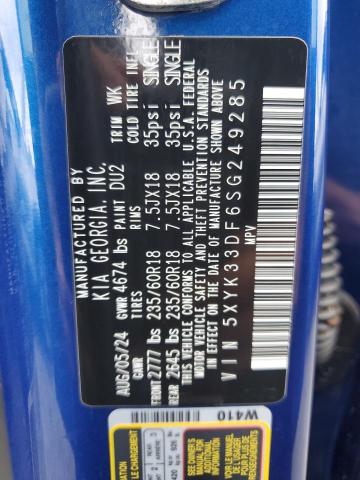 MANUFACTURED BY
KIA GEORGIA, INC.
AUG/05/24 GVWR 4674 lbs PAINT DU2 TRIM WK
GAWR TIRES RIMS COLD TIRE INFL
FRONT 2777 lbs 235/60R18 7.5JX18 35psi SINGLE
REAR 2645 lbs 235/60R18 7.5JX18 35psi SINGLE
THIS VEHICLE CONFORMS TO ALL APPLICABLE U.S.A. FEDERAL
MOTOR VEHICLE SAFETY AND THEFT PREVENTION STANDARDS
IN EFFECT ON THE DATE OF MANUFACTURE SHOWN ABOVE.
VIN 5XYK33DF6SG249285
MPV
W410